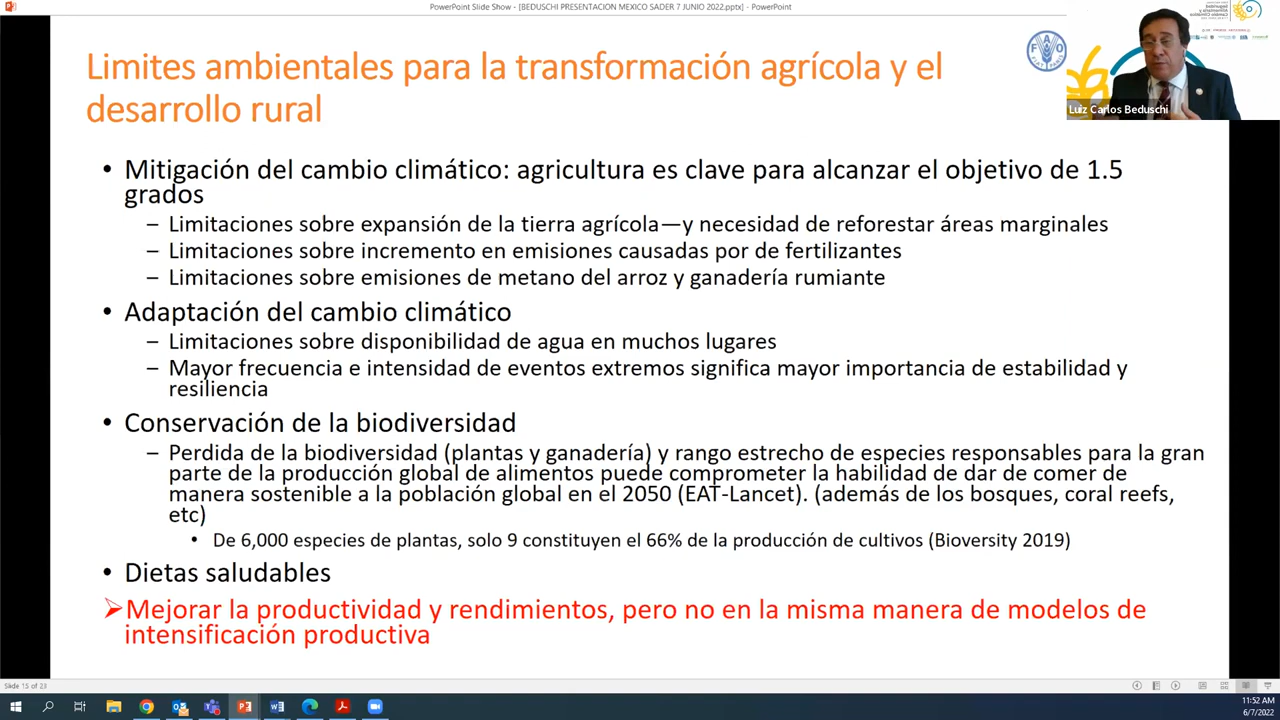 PowerPoint Slide Show - [BEDUSCHI PRESENTACION MEXICO SADER 7 JUNIO 2022.pptx] - PowerPoint
Limites ambientales para la transformación agrícola y el
desarrollo rural
FAO
FIAT PANIS
Luiz Carlos Beduschi
• Mitigación del cambio climático: agricultura es clave para alcanzar el objetivo de 1.5
grados
– Limitaciones sobre expansión de la tierra agrícola—y necesidad de reforestar áreas marginales
– Limitaciones sobre incremento en emisiones causadas por de fertilizantes
– Limitaciones sobre emisiones de metano del arroz y ganadería rumiante
• Adaptación del cambio climático
– Limitaciones sobre disponibilidad de agua en muchos lugares
– Mayor frecuencia e intensidad de eventos extremos significa mayor importancia de estabilidad y
resiliencia
• Conservación de la biodiversidad
– Perdida de la biodiversidad (plantas y ganadería) y rango estrecho de especies responsables para la gran
parte de la producción global de alimentos puede comprometer la habilidad de dar de comer de
manera sostenible a la población global en el 2050 (EAT-Lancet). (además de los bosques, coral reefs,
etc)
• De 6,000 especies de plantas, solo 9 constituyen el 66% de la producción de cultivos (Bioversity 2019)
• Dietas saludables
➢Mejorar la productividad y rendimientos, pero no en la misma manera de modelos de
intensificación productiva
Slide 15 of 23
11:52 AM
6/7/2022